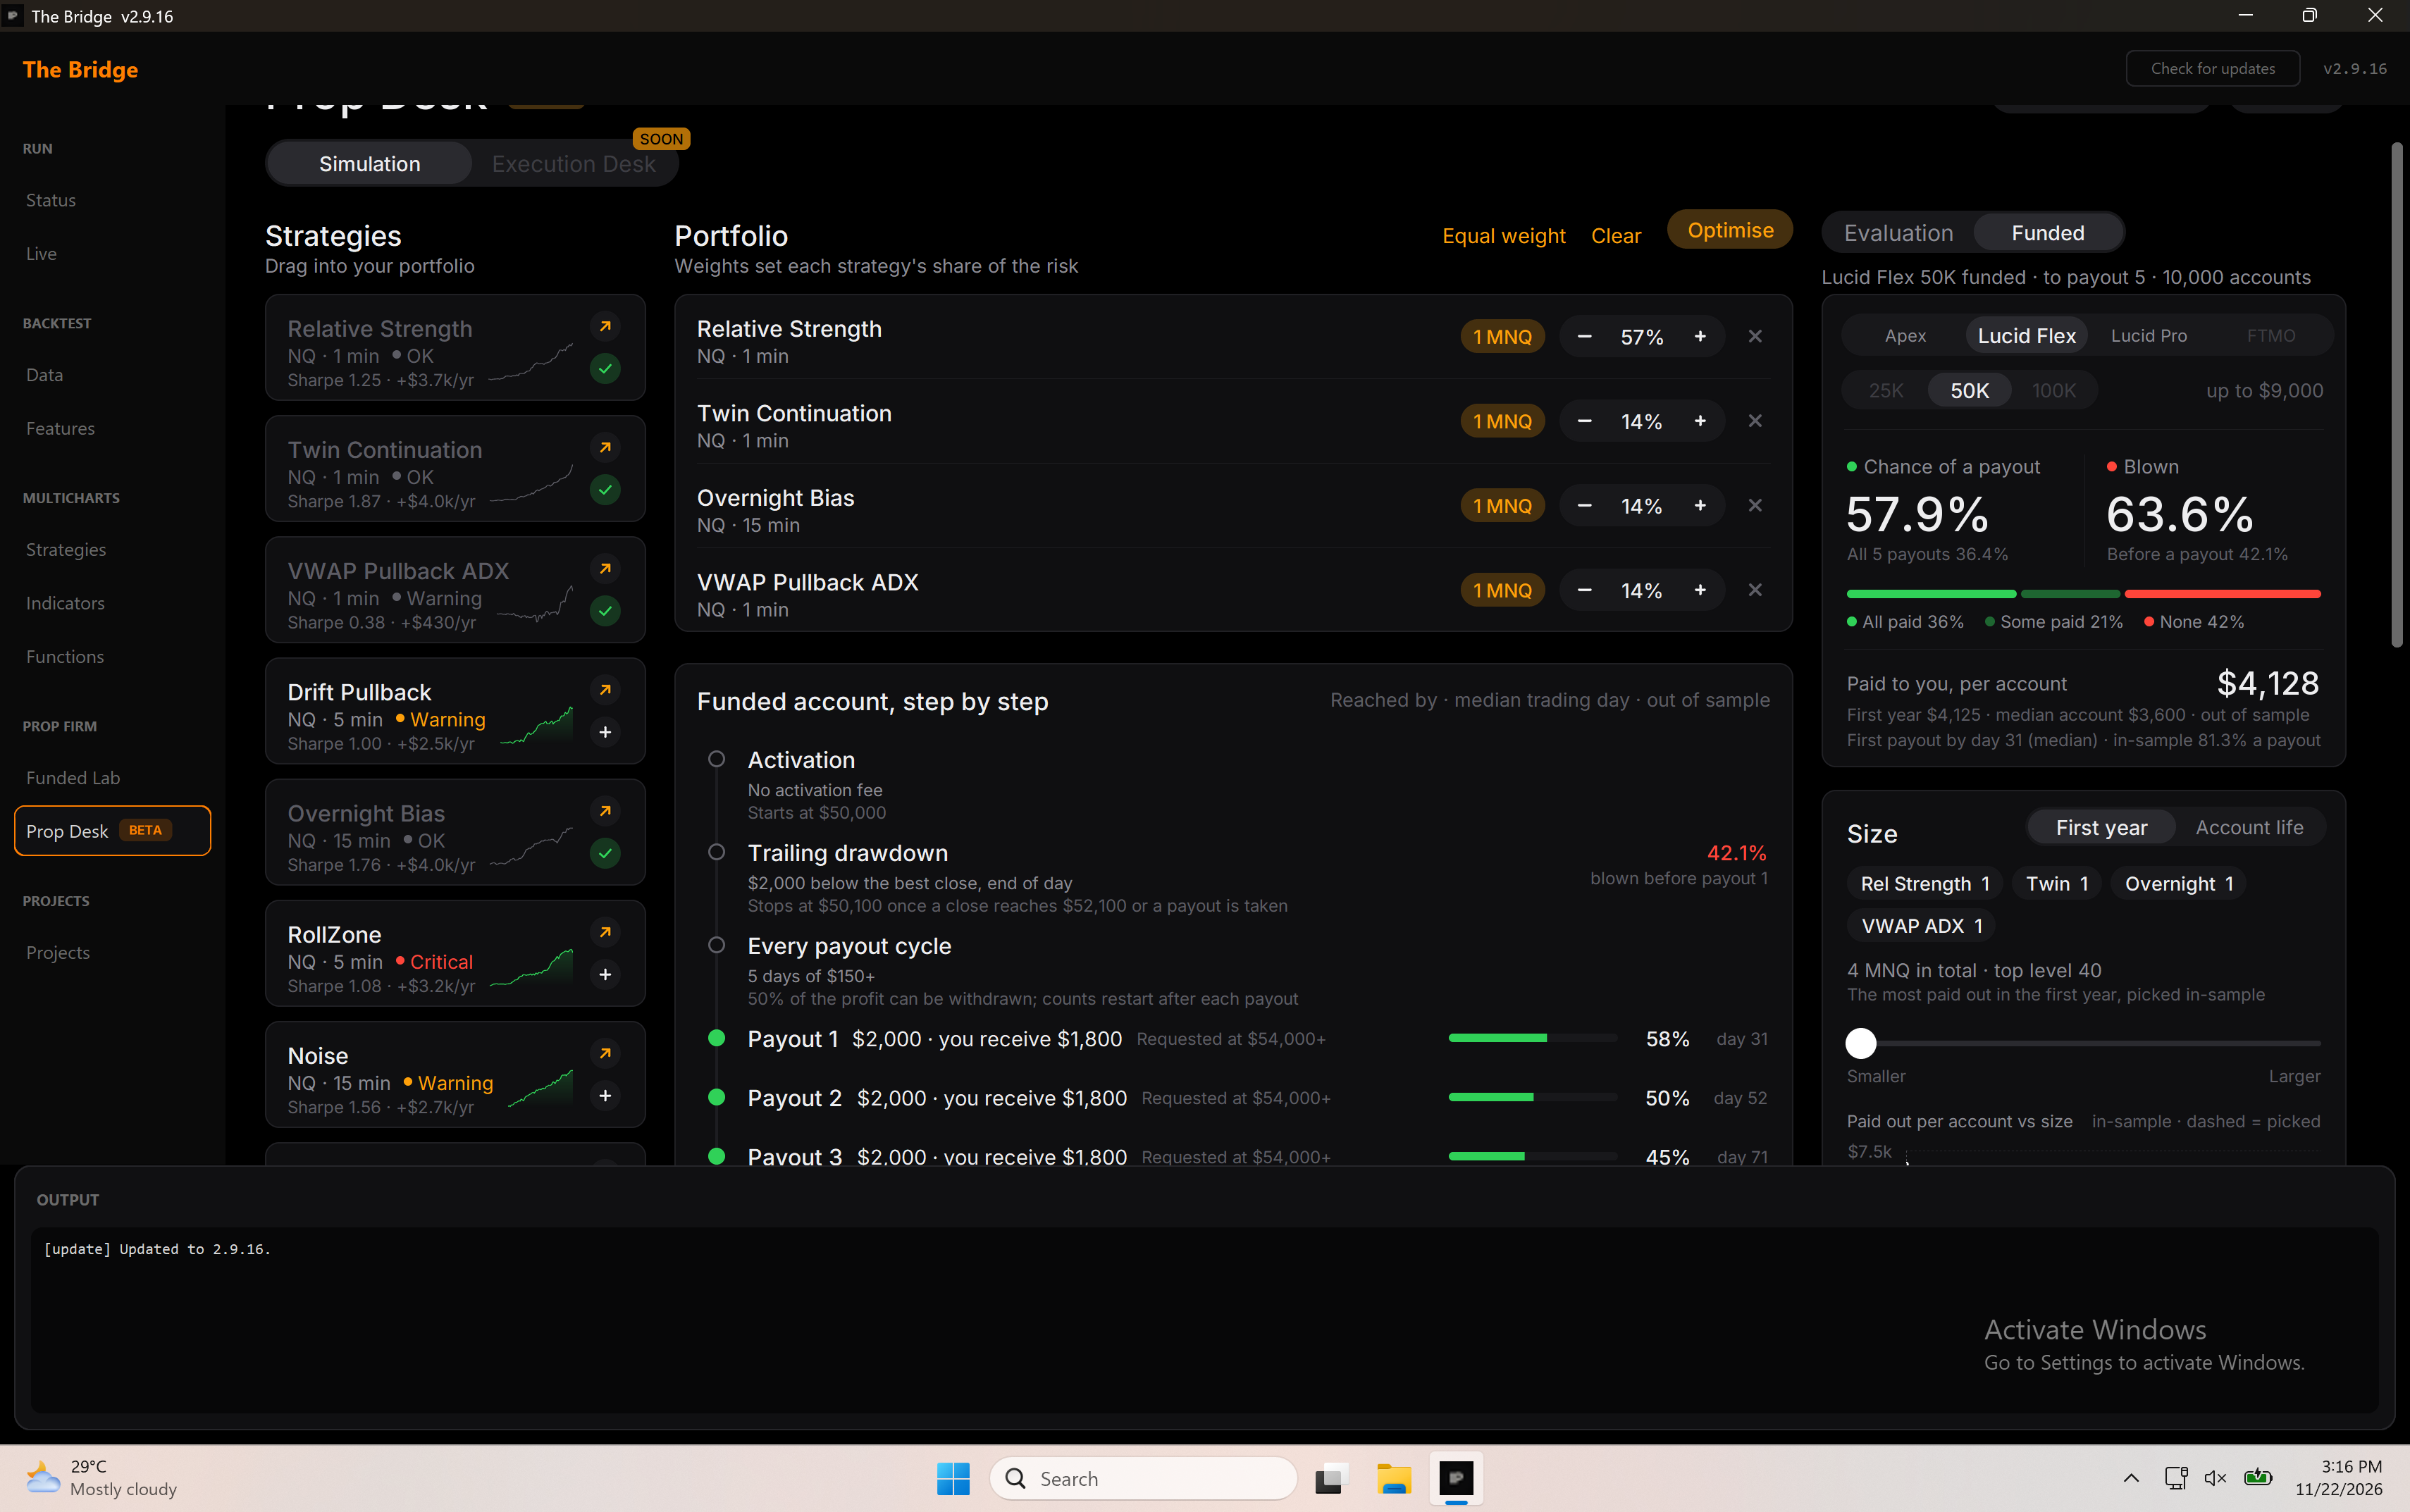 The Bridge v2.9.16
The Bridge
Check for updates
v2.9.16
RUN
Status
Live
BACKTEST
Data
Features
MULTICHARTS
Strategies
Indicators
Functions
PROP FIRM
Funded Lab
Prop Desk BETA
PROJECTS
Projects
Prop Desk
Simulation
Execution Desk
SOON
Strategies
Drag into your portfolio
Relative Strength
NQ · 1 min OK
Sharpe 1.25 · +$3.7k/yr
Twin Continuation
NQ · 1 min OK
Sharpe 1.87 · +$4.0k/yr
VWAP Pullback ADX
NQ · 1 min Warning
Sharpe 0.38 · +$430/yr
Drift Pullback
NQ · 5 min Warning
Sharpe 1.00 · +$2.5k/yr
Overnight Bias
NQ · 15 min OK
Sharpe 1.76 · +$4.0k/yr
RollZone
NQ · 5 min Critical
Sharpe 1.08 · +$3.2k/yr
Noise
NQ · 15 min Warning
Sharpe 1.56 · +$2.7k/yr
Portfolio
Weights set each strategy's share of the risk
Equal weight
Clear
Optimise
Relative Strength
NQ · 1 min
1 MNQ − 57% + ×
Twin Continuation
NQ · 1 min
1 MNQ − 14% + ×
Overnight Bias
NQ · 15 min
1 MNQ − 14% + ×
VWAP Pullback ADX
NQ · 1 min
1 MNQ − 14% + ×
Funded account, step by step
Reached by · median trading day · out of sample
Activation
No activation fee
Starts at $50,000
Trailing drawdown
42.1%
$2,000 below the best close, end of day
blown before payout 1
Stops at $50,100 once a close reaches $52,100 or a payout is taken
Every payout cycle
5 days of $150+
50% of the profit can be withdrawn; counts restart after each payout
Payout 1 $2,000 · you receive $1,800 Requested at $54,000+ 58% day 31
Payout 2 $2,000 · you receive $1,800 Requested at $54,000+ 50% day 52
Payout 3 $2,000 · you receive $1,800 Requested at $54,000+ 45% day 71
Evaluation
Funded
Lucid Flex 50K funded · to payout 5 · 10,000 accounts
Apex Lucid Flex Lucid Pro FTMO
25K 50K 100K up to $9,000
Chance of a payout
57.9%
All 5 payouts 36.4%
Blown
63.6%
Before a payout 42.1%
All paid 36% Some paid 21% None 42%
Paid to you, per account $4,128
First year $4,125 · median account $3,600 · out of sample
First payout by day 31 (median) · in-sample 81.3% a payout
Size
First year Account life
Rel Strength 1 Twin 1 Overnight 1
VWAP ADX 1
4 MNQ in total · top level 40
The most paid out in the first year, picked in-sample
Smaller Larger
Paid out per account vs size in-sample · dashed = picked
$7.5k
OUTPUT
[update] Updated to 2.9.16.
Activate Windows
Go to Settings to activate Windows.
29°C
Mostly cloudy
Search
3:16 PM
11/22/2026